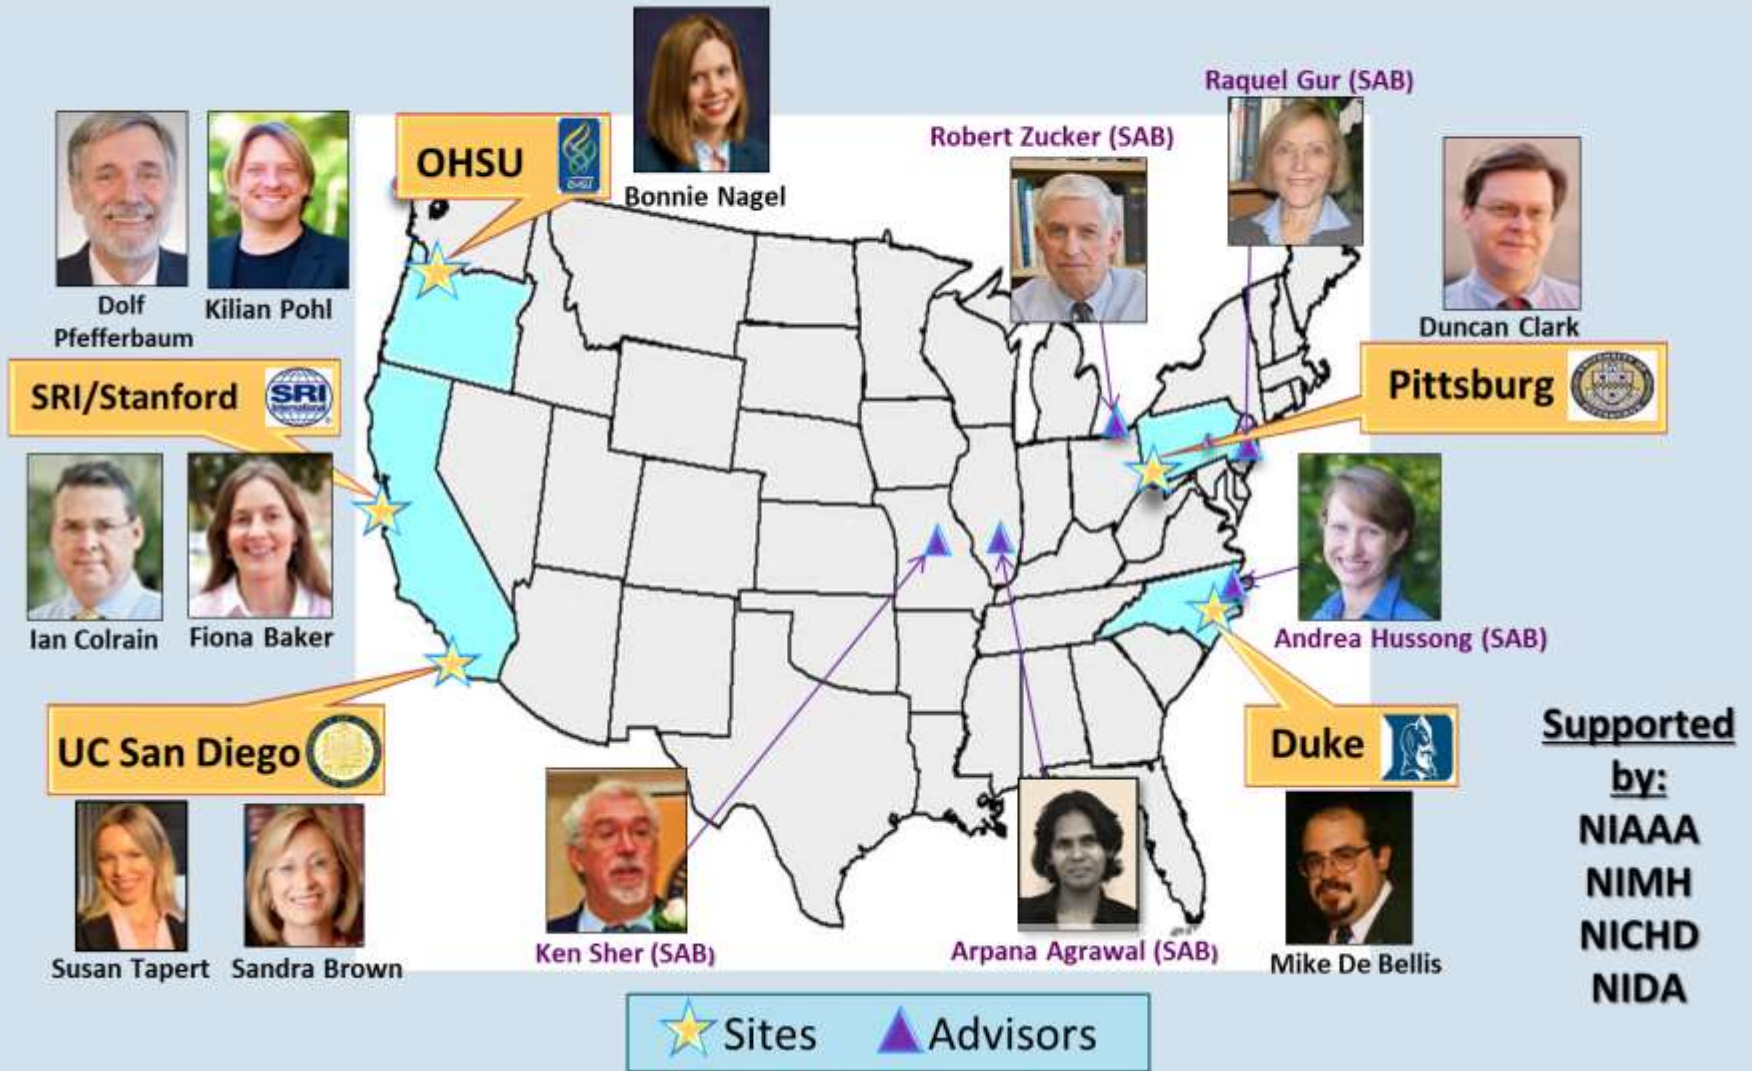 Raquel Gur (SAB)
Robert Zucker (SAB)
OHSU
OHSU
Bonnie Nagel
Dolf
Pfefferbaum
Kilian Pohl
Duncan Clark
SRI/Stanford
SRI
International
Pittsburg
Ian Colrain
Fiona Baker
Andrea Hussong (SAB)
UC San Diego
Duke
Supported
by:
NIAAA
NIMH
NICHD
NIDA
Ken Sher (SAB)
Arpana Agrawal (SAB)
Mike De Bellis
Susan Tapert
Sandra Brown
Sites
Advisors